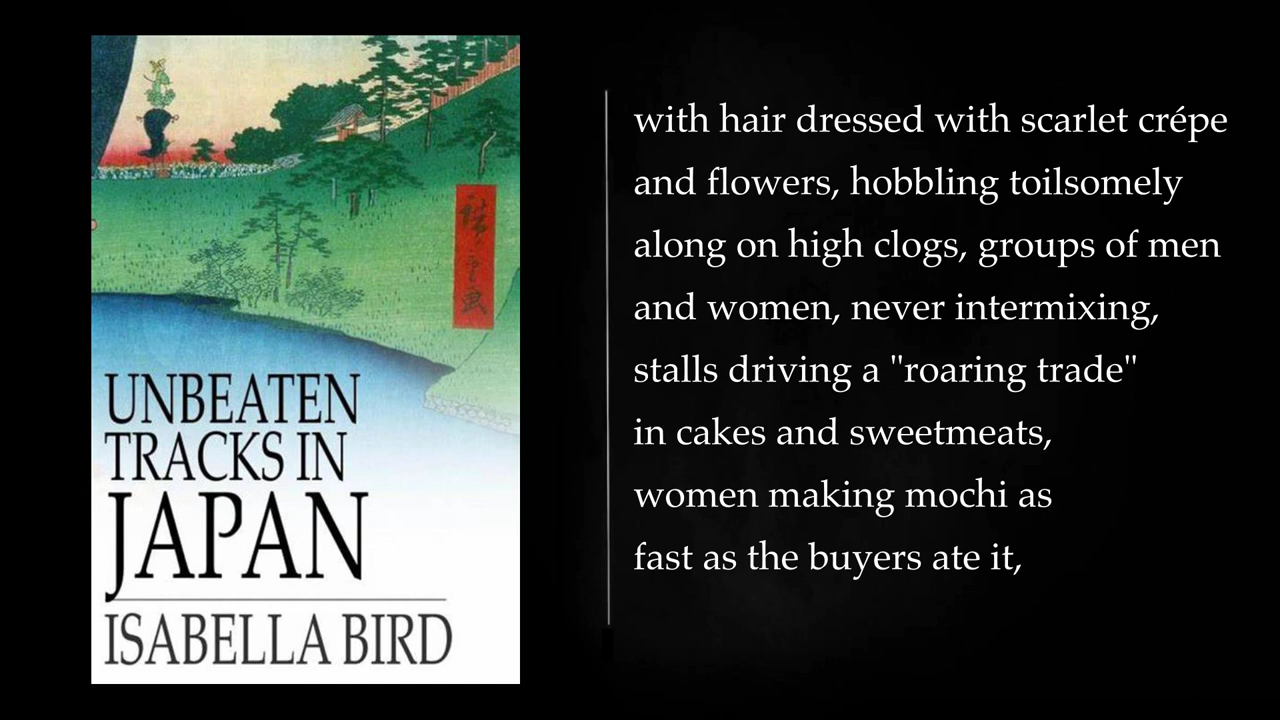 UNBEATEN
TRACKS IN
JAPAN
ISABELLA BIRD
with hair dressed with scarlet crépe
and flowers, hobbling toilsomely
along on high clogs, groups of men
and women, never intermixing,
stalls driving a "roaring trade"
in cakes and sweetmeats,
women making mochi as
fast as the buyers ate it,